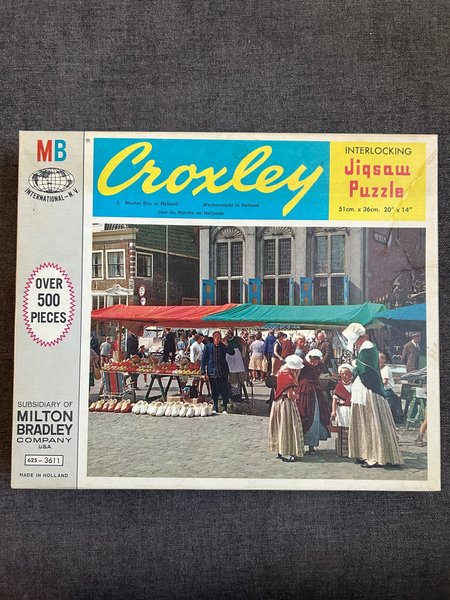 MB
INTERNATIONAL - N.V.
OVER
500
PIECES
SUBSIDIARY OF
MILTON
BRADLEY
COMPANY
U.S.A.
625 - 3611
MADE IN HOLLAND
Croxley
3. Market Day in Holland
Wochenmarkt in Holland
Jour du Marché en Hollande
INTERLOCKING
Jigsaw
Puzzle
51cm. x 36cm. 20" x 14"